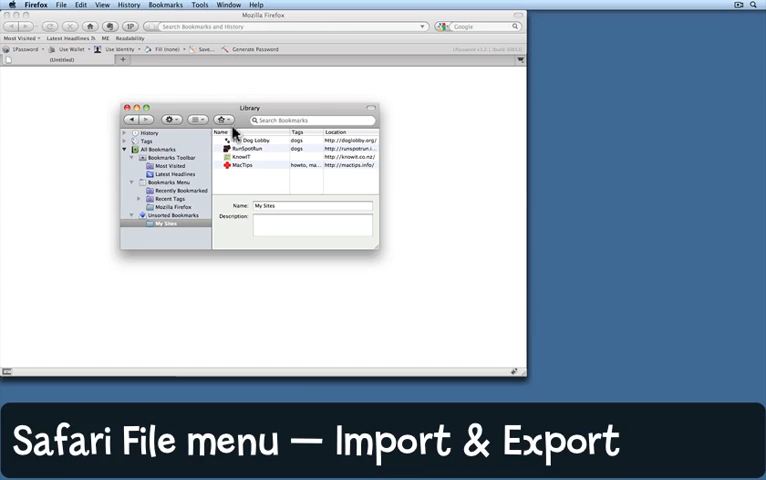 Firefox File Edit View History Bookmarks Tools Window Help
Mozilla Firefox
Search Bookmarks and History
Google
Most Visited Latest Headlines ME Readability
1Password Use Wallet Use Identity Fill (none) Save... Generate Password
(Untitled)
Library
Search Bookmarks
Name Tags Location
History
Tags
All Bookmarks
Bookmarks Toolbar
Most Visited
Latest Headlines
Bookmarks Menu
Recently Bookmarked
Recent Tags
Mozilla Firefox
Unsorted Bookmarks
My Sites
Dog Lobby dogs http://doglobby.org/
RunSpotRun dogs http://runspotrun.i...
KnowIT http://knowit.co.nz/
MacTips howto, ma... http://mactips.info/
Name: My Sites
Description:
Safari File menu — Import & Export